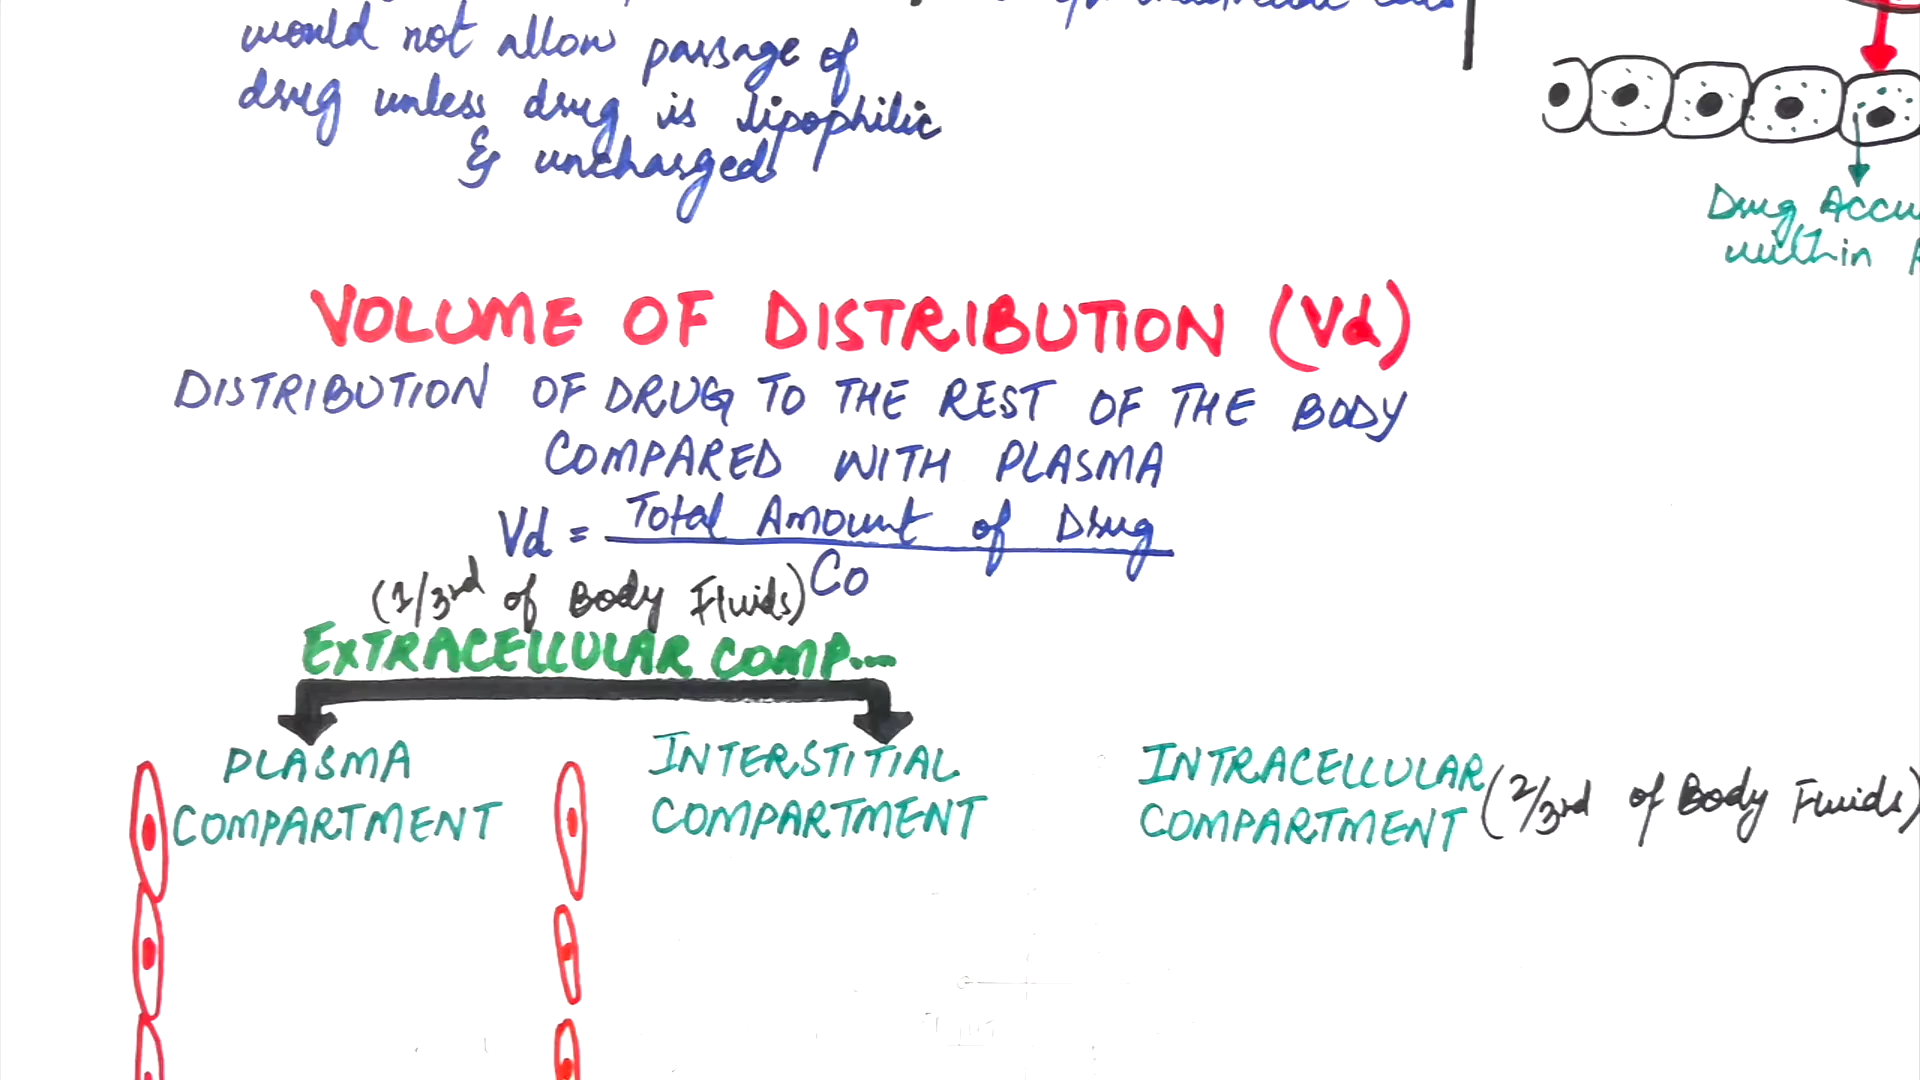 would not allow passage of
drug unless drug is lipophilic
& uncharged
Drug Accu
within
VOLUME OF DISTRIBUTION (Vd)
DISTRIBUTION OF DRUG TO THE REST OF THE BODY
COMPARED WITH PLASMA
Vd = Total Amount of Drug
Co
(1/3rd of Body Fluids)
EXTRACELLULAR COMP....
PLASMA
COMPARTMENT
INTERSTITIAL
COMPARTMENT
INTRACELLULAR
COMPARTMENT (2/3rd of Body Fluids)